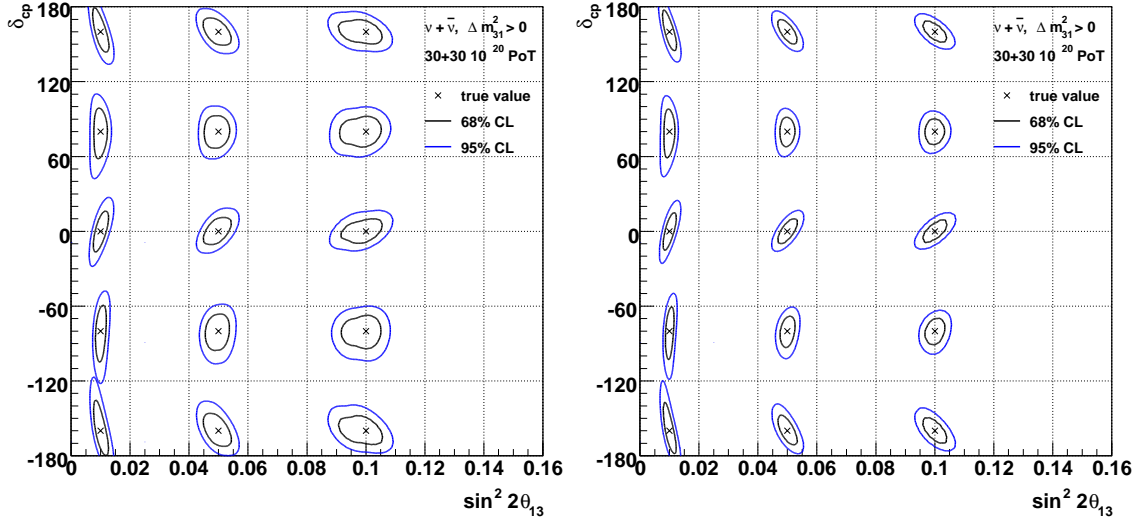 δcp
180
120
60
0
-60
-120
-180
0
0.02
0.04
0.06
0.08
0.1
0.12
0.14
0.16
sin² 2θ₁₃
ν + ν̄, Δ m²₃₁ > 0
30+30 10²⁰ PoT
true value
68% CL
95% CL
δcp
180
120
60
0
-60
-120
-180
0
0.02
0.04
0.06
0.08
0.1
0.12
0.14
0.16
sin² 2θ₁₃
ν + ν̄, Δ m²₃₁ > 0
30+30 10²⁰ PoT
true value
68% CL
95% CL